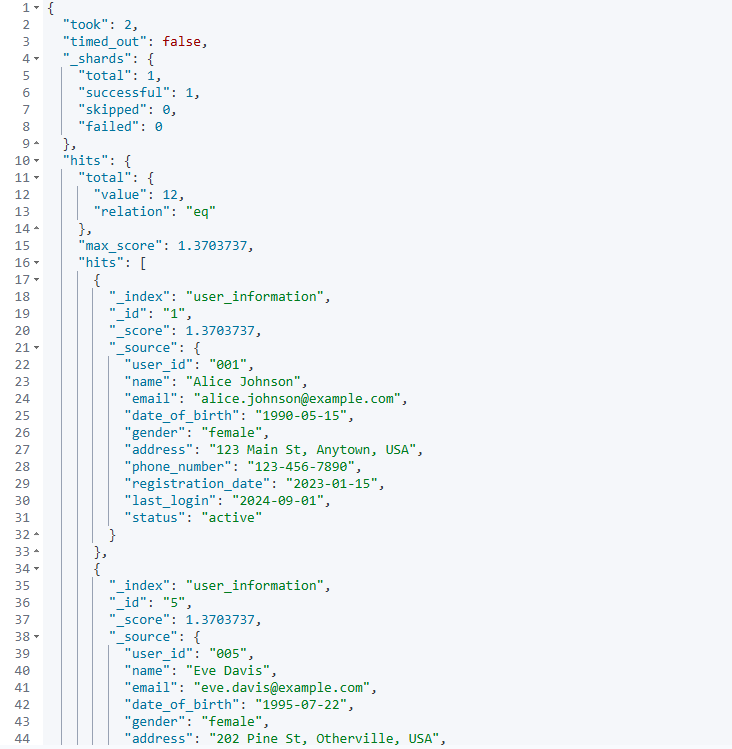 1 {
2 "took": 2,
3 "timed_out": false,
4 "_shards": {
5 "total": 1,
6 "successful": 1,
7 "skipped": 0,
8 "failed": 0
9 },
10 "hits": {
11 "total": {
12 "value": 12,
13 "relation": "eq"
14 },
15 "max_score": 1.3703737,
16 "hits": [
17 {
18 "_index": "user_information",
19 "_id": "1",
20 "_score": 1.3703737,
21 "_source": {
22 "user_id": "001",
23 "name": "Alice Johnson",
24 "email": "alice.johnson@example.com",
25 "date_of_birth": "1990-05-15",
26 "gender": "female",
27 "address": "123 Main St, Anytown, USA",
28 "phone_number": "123-456-7890",
29 "registration_date": "2023-01-15",
30 "last_login": "2024-09-01",
31 "status": "active"
32 }
33 },
34 {
35 "_index": "user_information",
36 "_id": "5",
37 "_score": 1.3703737,
38 "_source": {
39 "user_id": "005",
40 "name": "Eve Davis",
41 "email": "eve.davis@example.com",
42 "date_of_birth": "1995-07-22",
43 "gender": "female",
44 "address": "202 Pine St, Otherville, USA",